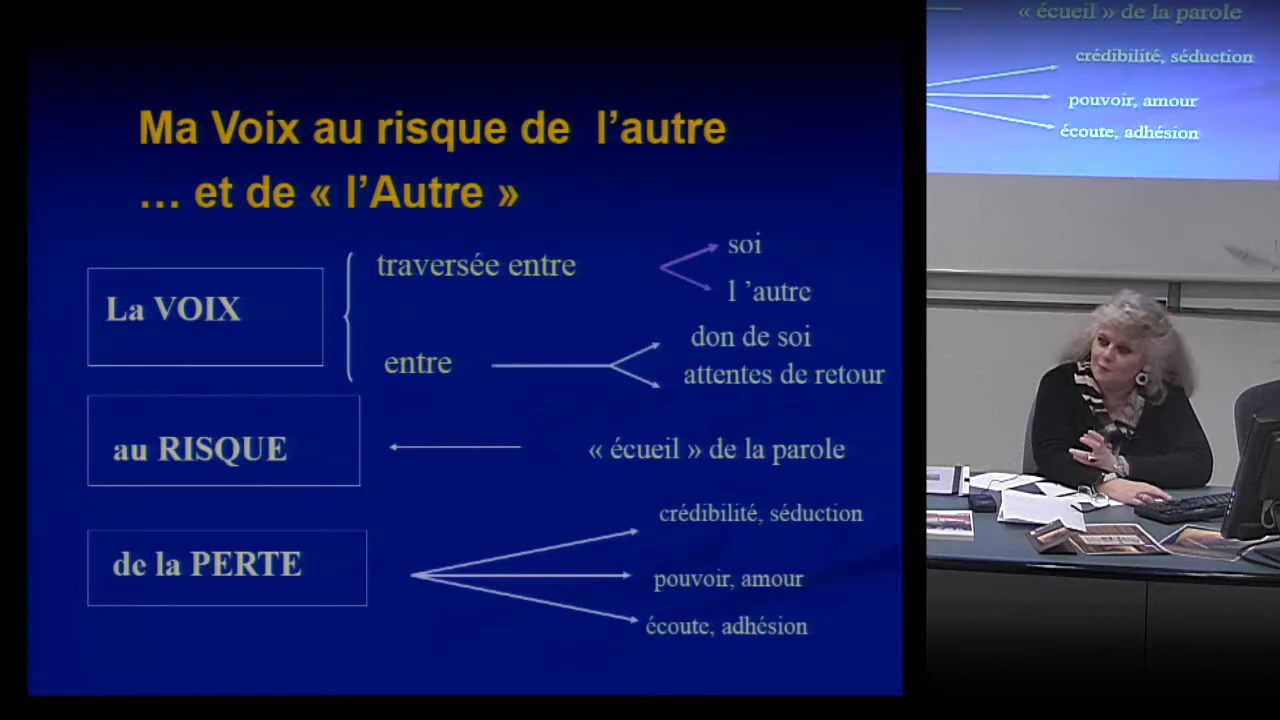 Ma Voix au risque de l’autre
… et de « l’Autre »
La VOIX
traversée entre
soi
l ’autre
entre
don de soi
attentes de retour
au RISQUE
« écueil » de la parole
de la PERTE
crédibilité, séduction
pouvoir, amour
écoute, adhésion
« écueil » de la parole
crédibilité, séduction
pouvoir, amour
écoute, adhésion